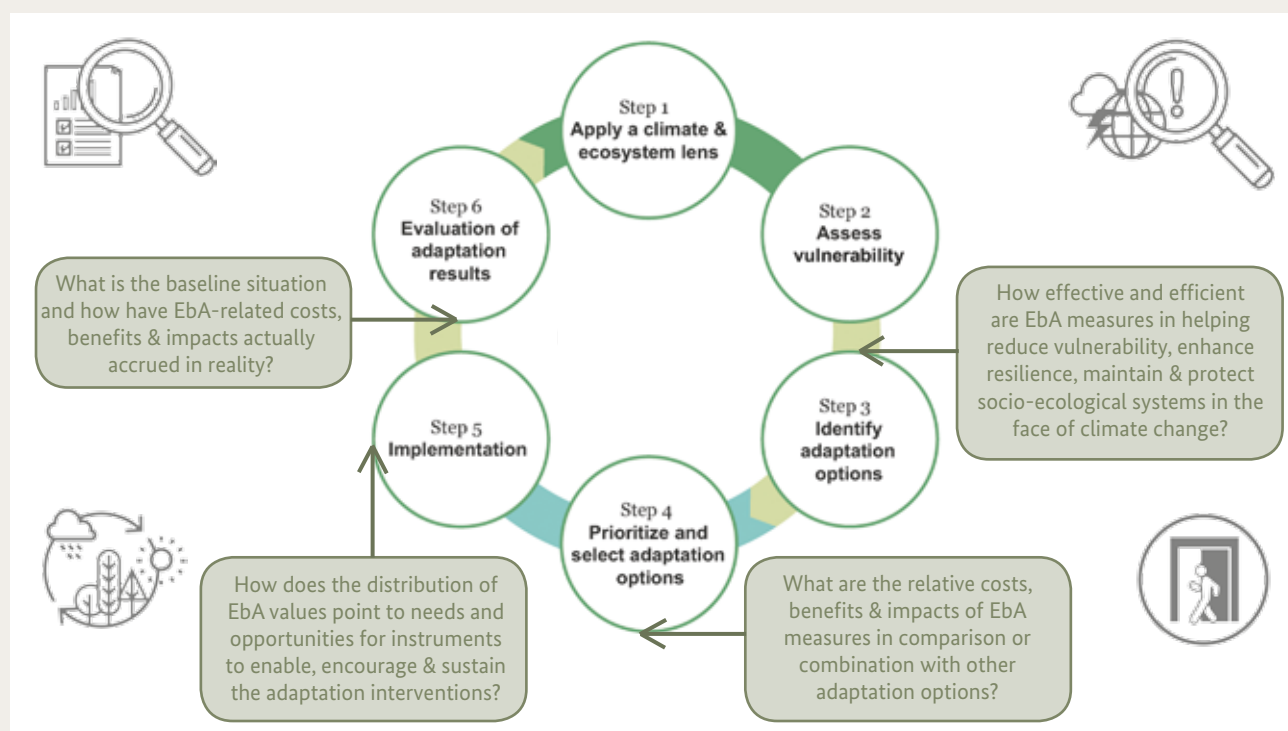 Step 1
Apply a climate &
ecosystem lens
Step 2
Assess
vulnerability
How effective and efficient
are EbA measures in helping
reduce vulnerability, enhance
resilience, maintain & protect
socio-ecological systems in the
face of climate change?
Step 3
Identify
adaptation
options
Step 4
Prioritize and
select adaptation
options
What are the relative costs,
benefits & impacts of EbA
measures in comparison or
combination with other
adaptation options?
Step 5
Implementation
How does the distribution of
EbA values point to needs and
opportunities for instruments
to enable, encourage & sustain
the adaptation interventions?
Step 6
Evaluation of
adaptation
results
What is the baseline situation
and how have EbA-related costs,
benefits & impacts actually
accrued in reality?